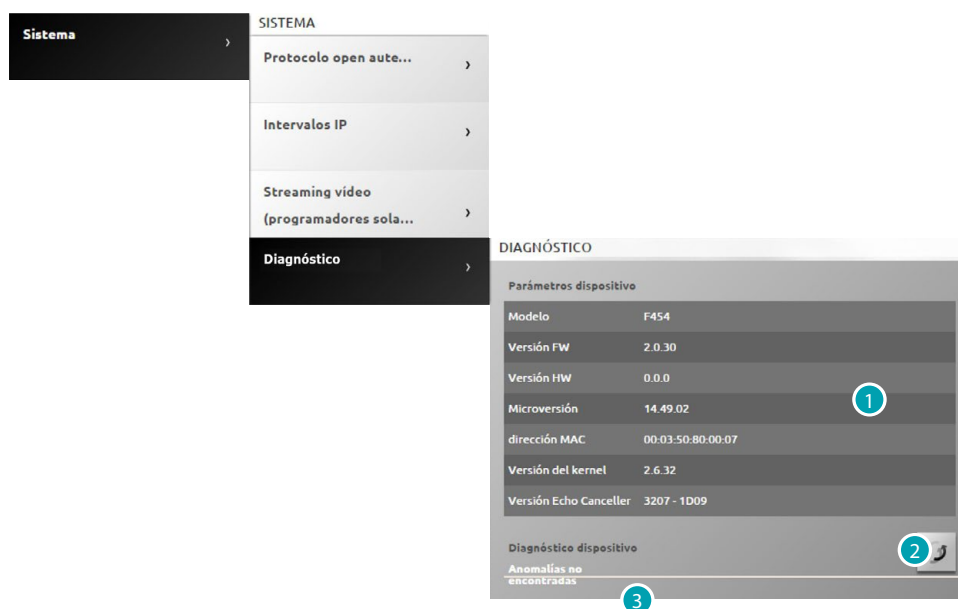 Sistema
SISTEMA
Protocolo open aute...
Intervalos IP
Streaming vídeo
(programadores sola...
Diagnóstico
DIAGNÓSTICO
Parámetros dispositivo
Modelo F454
Versión FW 2.0.30
Versión HW 0.0.0
1
Microversión 14.49.02
dirección MAC 00:03:50:80:00:07
Versión del kernel 2.6.32
Versión Echo Canceller 3207 - 1D09
Diagnóstico dispositivo
2
Anomalías no
encontradas
3